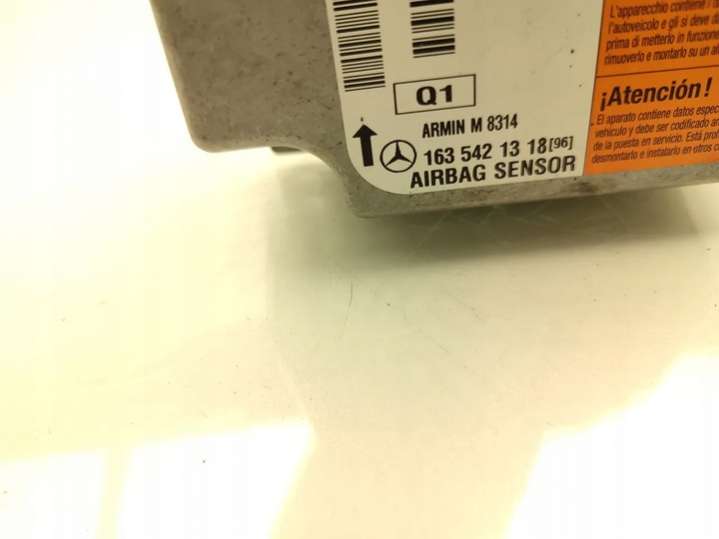 Q1
ARMIN M 8314
163 542 13 18 [96]
AIRBAG SENSOR
L'apparecchio contiene
l'autoveicolo e gli si deve
prima di metterlo in funzione
rimuoverlo e montarlo su un
¡Atención!
El aparato contiene datos
vehículo y debe ser codificado
de la puesta en servicio. Está
desmontarlo e instalarlo en otros